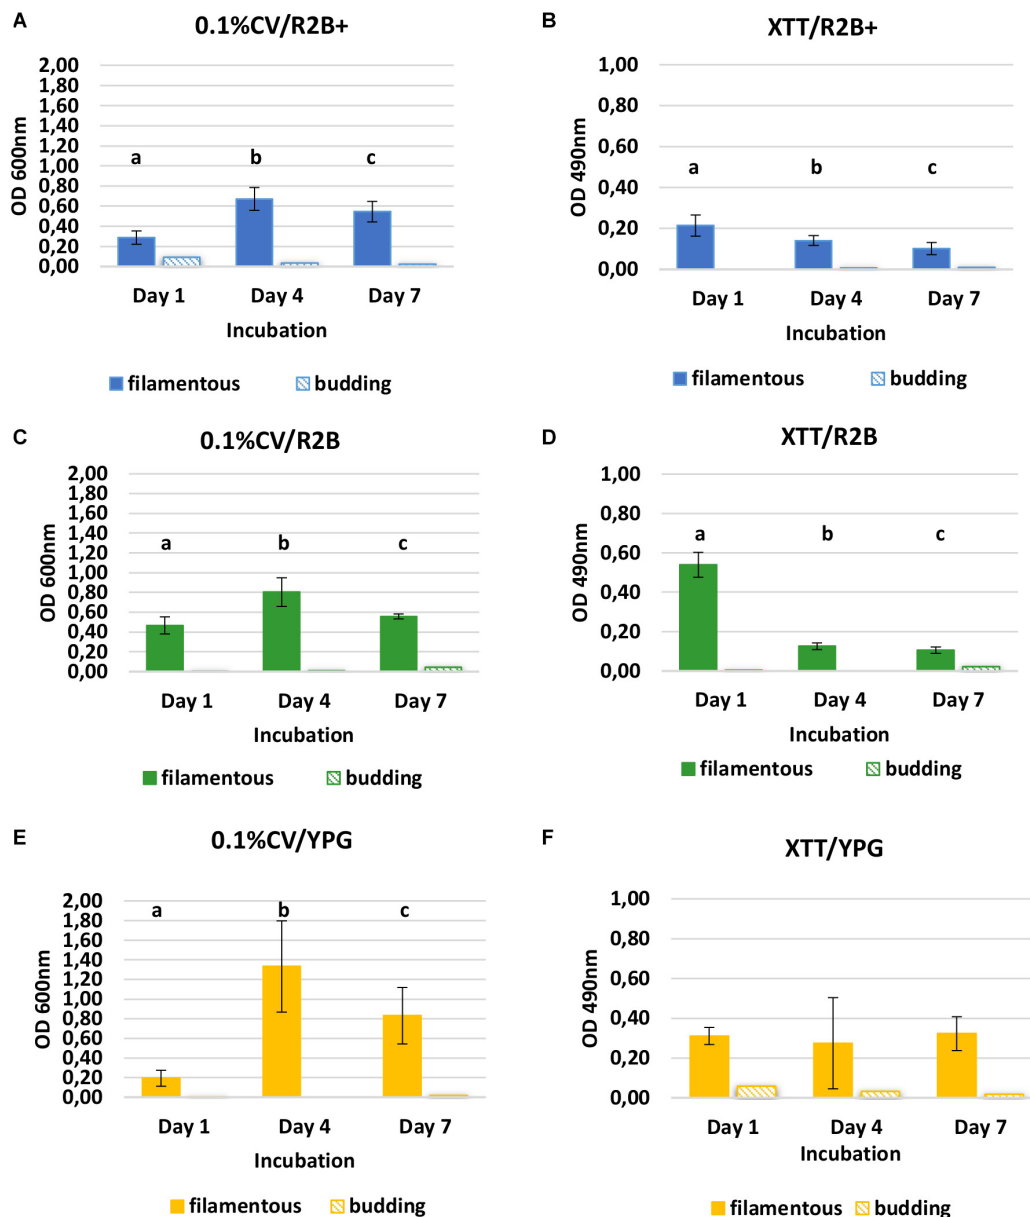 A
0.1%CV/R2B+
OD 600nm
2,00
1,80
1,60
1,40
1,20
1,00
0,80
0,60
0,40
0,20
0,00
a b c
Day 1 Day 4 Day 7
Incubation
filamentous budding
B
XTT/R2B+
OD 490nm
1,00
0,80
0,60
0,40
0,20
0,00
a b c
Day 1 Day 4 Day 7
Incubation
filamentous budding
C
0.1%CV/R2B
OD 600nm
2,00
1,80
1,60
1,40
1,20
1,00
0,80
0,60
0,40
0,20
0,00
a b c
Day 1 Day 4 Day 7
Incubation
filamentous budding
D
XTT/R2B
OD 490nm
1,00
0,80
0,60
0,40
0,20
0,00
a b c
Day 1 Day 4 Day 7
Incubation
filamentous budding
E
0.1%CV/YPG
OD 600nm
2,00
1,80
1,60
1,40
1,20
1,00
0,80
0,60
0,40
0,20
0,00
a b c
Day 1 Day 4 Day 7
Incubation
filamentous budding
F
XTT/YPG
OD 490nm
1,00
0,80
0,60
0,40
0,20
0,00
Day 1 Day 4 Day 7
Incubation
filamentous budding